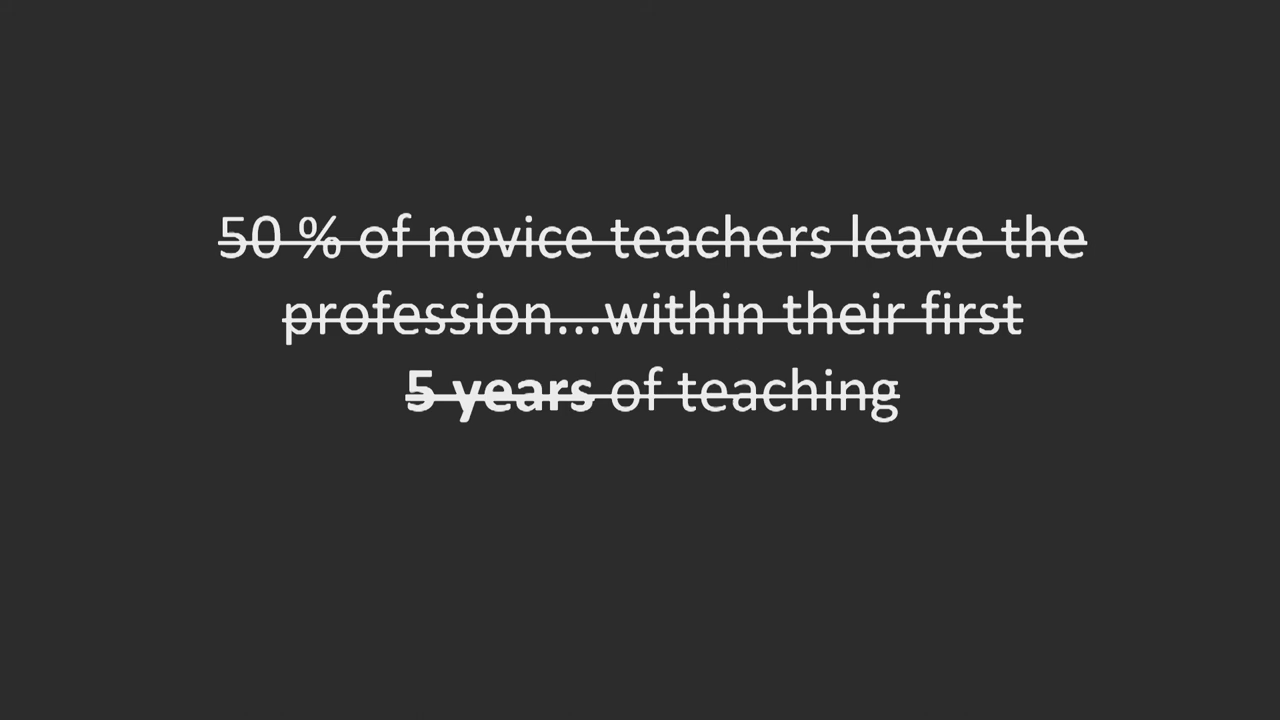 50 % of novice teachers leave the
profession...within their first
5 years of teaching